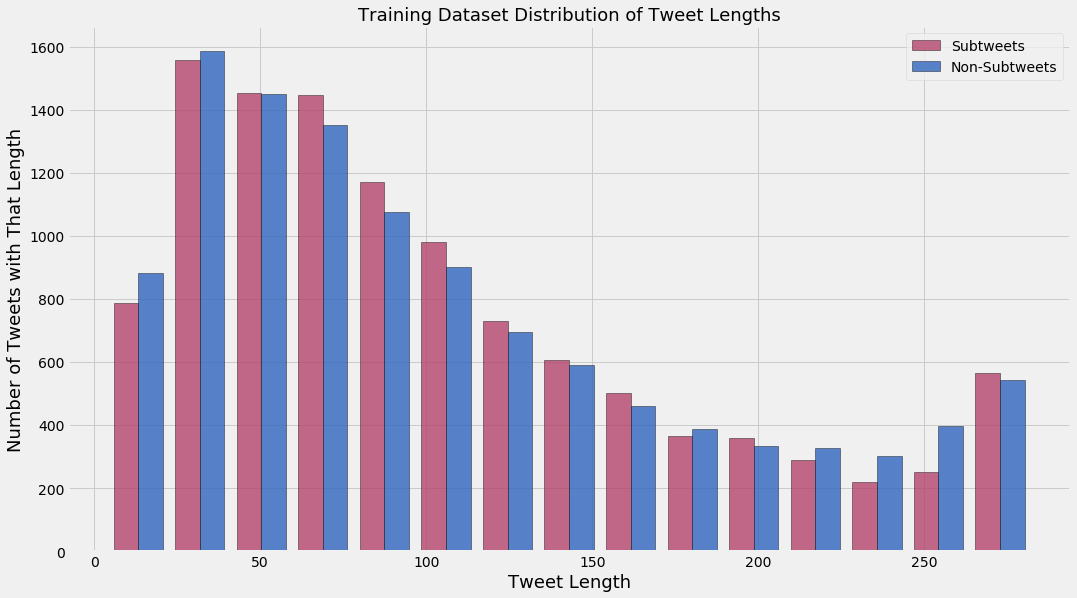 Training Dataset Distribution of Tweet Lengths
Subtweets
Non-Subtweets
Number of Tweets with That Length
1600
1400
1200
1000
800
600
400
200
0
0 50 100 150 200 250
Tweet Length